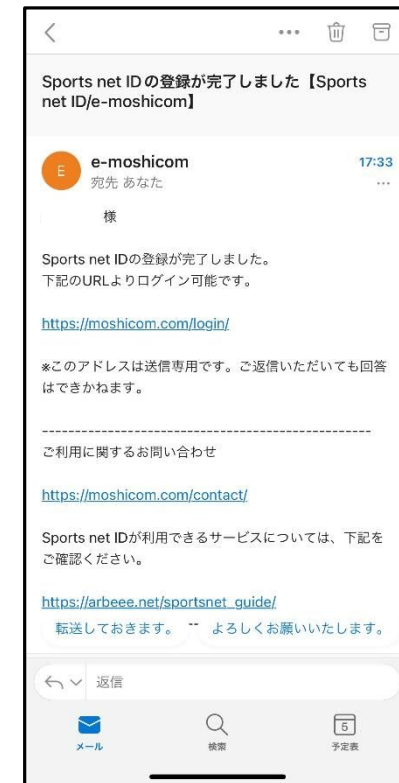 Sports net IDの登録が完了しました【Sports
net ID/e-moshicom】
E
e-moshicom
17:33
宛先 あなた
様
Sports net IDの登録が完了しました。
下記のURLよりログイン可能です。
https://moshicom.com/login/
※このアドレスは送信専用です。ご返信いただいても回答
はできかねます。
--------------------------------------------------
ご利用に関するお問い合わせ
https://moshicom.com/contact/
Sports net IDが利用できるサービスについては、下記を
ご確認ください。
https://arbeee.net/sportsnet_guide/
転送しておきます。
よろしくお願いいたします。
返信
5
メール
検索
予定表